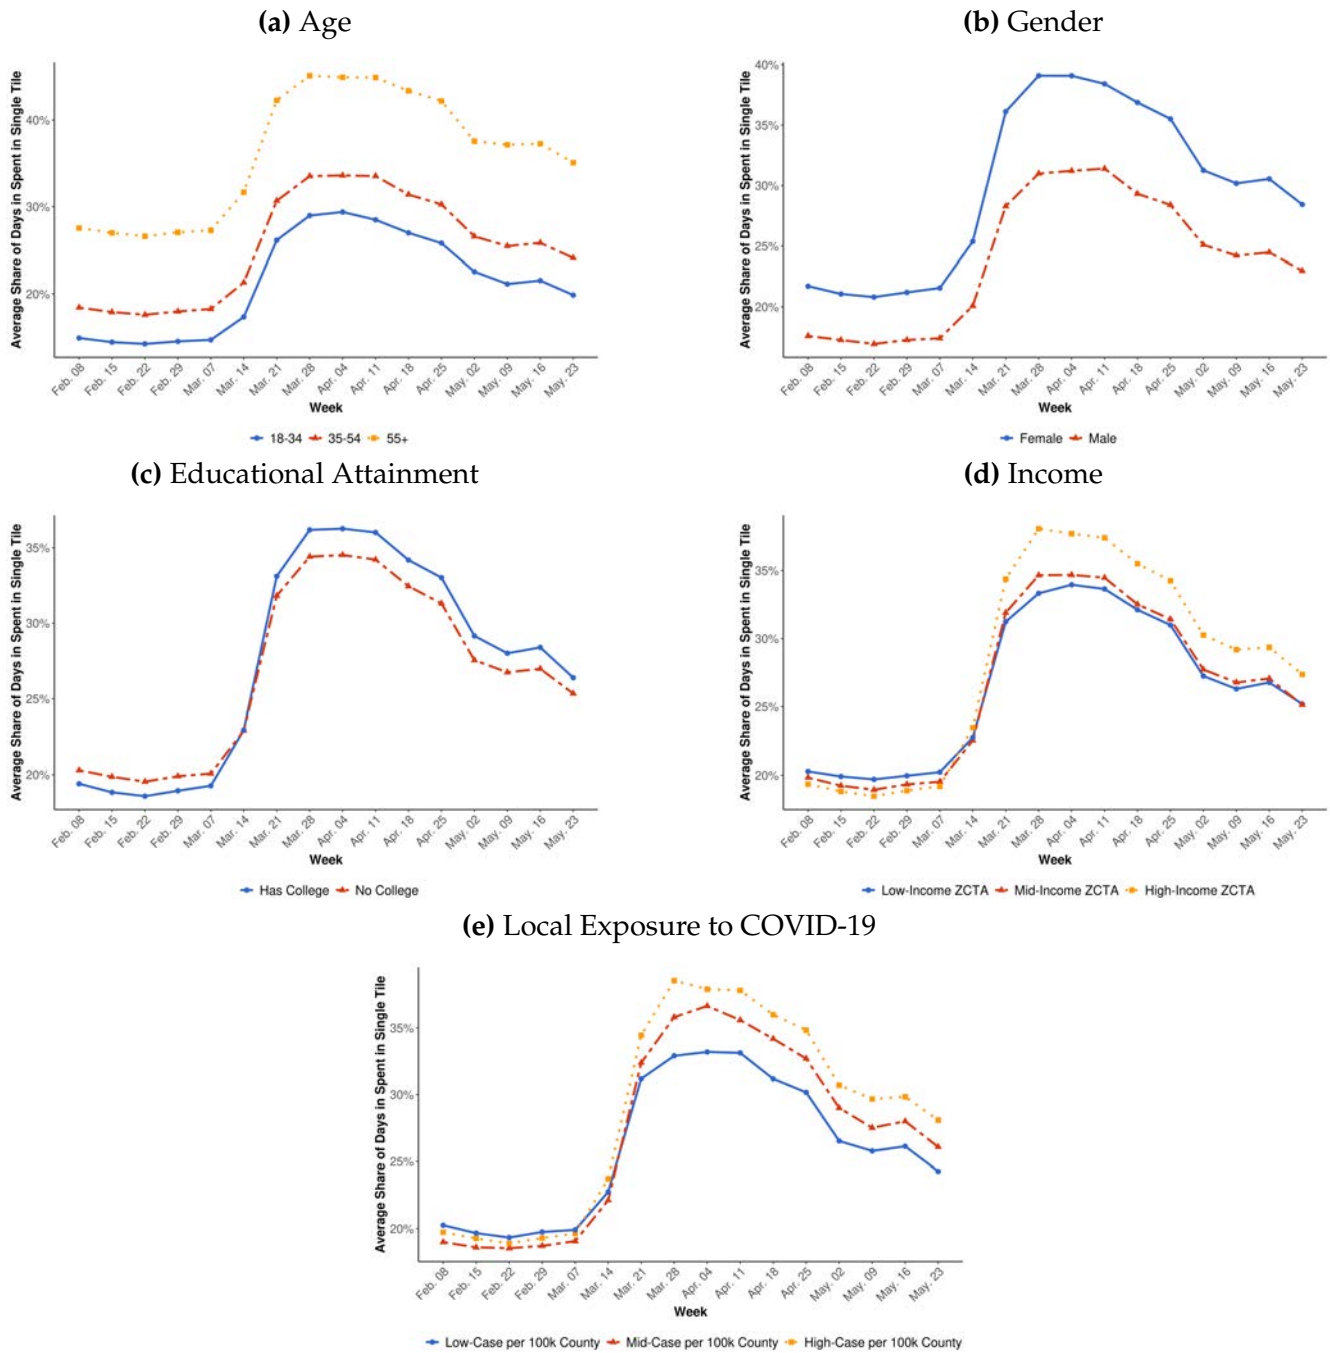 (a) Age
Average Share of Days in Spent in Single Tile
40%
30%
20%
Feb. 08
Feb. 15
Feb. 22
Feb. 29
Mar. 07
Mar. 14
Mar. 21
Mar. 28
Apr. 04
Apr. 11
Apr. 18
Apr. 25
May. 02
May. 09
May. 16
May. 23
Week
18-34 35-54 55+
(b) Gender
Average Share of Days in Spent in Single Tile
40%
35%
30%
25%
20%
Feb. 08
Feb. 15
Feb. 22
Feb. 29
Mar. 07
Mar. 14
Mar. 21
Mar. 28
Apr. 04
Apr. 11
Apr. 18
Apr. 25
May. 02
May. 09
May. 16
May. 23
Week
Female Male
(c) Educational Attainment
Average Share of Days in Spent in Single Tile
35%
30%
25%
20%
Feb. 08
Feb. 15
Feb. 22
Feb. 29
Mar. 07
Mar. 14
Mar. 21
Mar. 28
Apr. 04
Apr. 11
Apr. 18
Apr. 25
May. 02
May. 09
May. 16
May. 23
Week
Has College No College
(d) Income
Average Share of Days in Spent in Single Tile
35%
30%
25%
20%
Feb. 08
Feb. 15
Feb. 22
Feb. 29
Mar. 07
Mar. 14
Mar. 21
Mar. 28
Apr. 04
Apr. 11
Apr. 18
Apr. 25
May. 02
May. 09
May. 16
May. 23
Week
Low-Income ZCTA Mid-Income ZCTA High-Income ZCTA
(e) Local Exposure to COVID-19
Average Share of Days in Spent in Single Tile
35%
30%
25%
20%
Feb. 08
Feb. 15
Feb. 22
Feb. 29
Mar. 07
Mar. 14
Mar. 21
Mar. 28
Apr. 04
Apr. 11
Apr. 18
Apr. 25
May. 02
May. 09
May. 16
May. 23
Week
Low-Case per 100k County Mid-Case per 100k County High-Case per 100k County